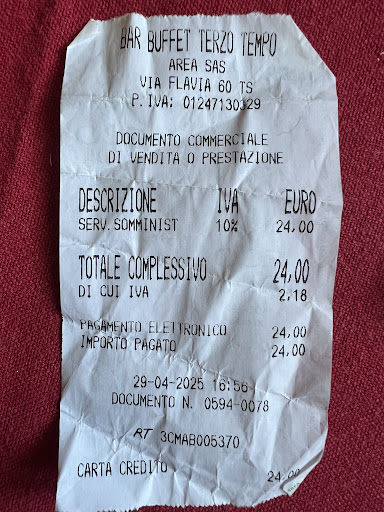 BAR BUFFET TERZO TEMPO
AREA SAS
VIA FLAVIA 60 TS
P.IVA: 01247130329
DOCUMENTO COMMERCIALE
DI VENDITA O PRESTAZIONE
DESCRIZIONE IVA EURO
SERV.SOMMINIST 10% 24,00
TOTALE COMPLESSIVO 24,00
DI CUI IVA 2,18
PAGAMENTO ELETTRONICO 24,00
IMPORTO PAGATO 24,00
29-04-2025 16:56
DOCUMENTO N. 0594-0078
RT 3CMAB005370
CARTA CREDITO 24,00